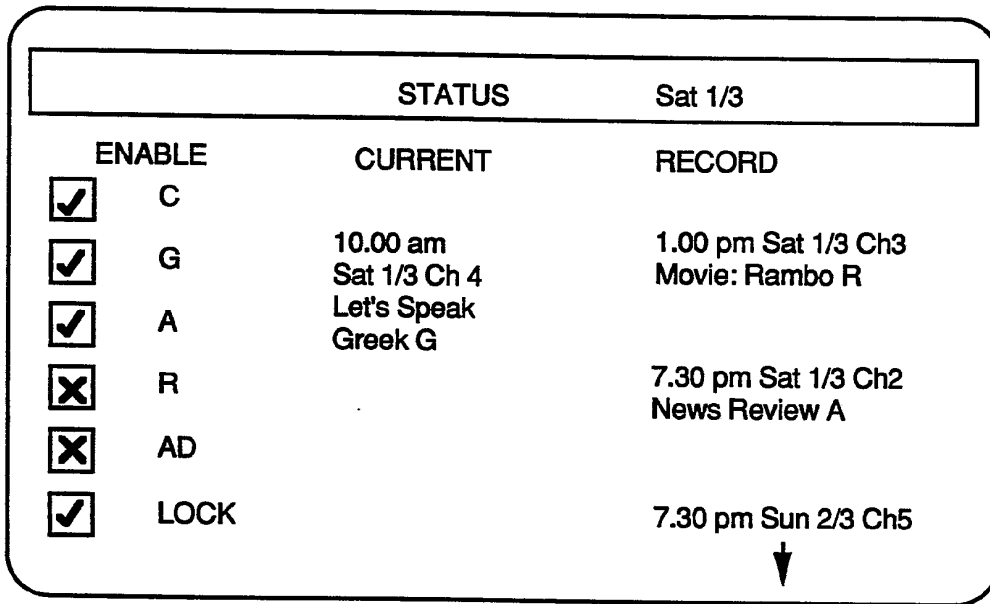 STATUS Sat 1/3
ENABLE CURRENT RECORD
C
G
A
R
AD
LOCK
10.00 am
Sat 1/3 Ch 4
Let's Speak
Greek G
1.00 pm Sat 1/3 Ch3
Movie: Rambo R
7.30 pm Sat 1/3 Ch2
News Review A
7.30 pm Sun 2/3 Ch5